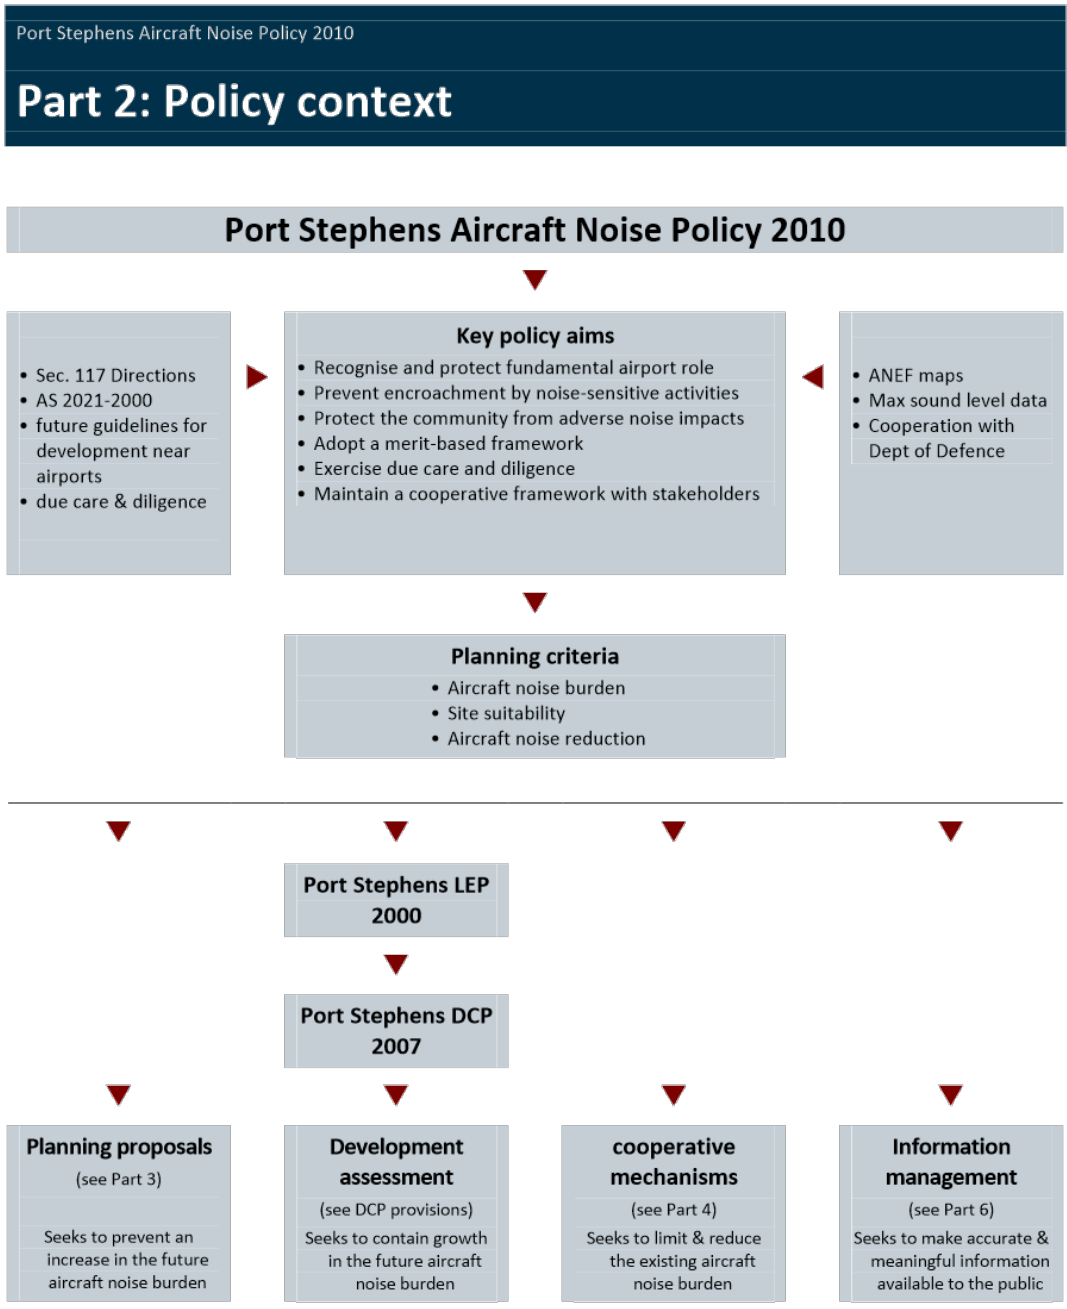 Port Stephens Aircraft Noise Policy 2010
Part 2: Policy context
Port Stephens Aircraft Noise Policy 2010
• Sec. 117 Directions
• AS 2021-2000
• future guidelines for
development near
airports
• due care & diligence
Key policy aims
• Recognise and protect fundamental airport role
• Prevent encroachment by noise-sensitive activities
• Protect the community from adverse noise impacts
• Adopt a merit-based framework
• Exercise due care and diligence
• Maintain a cooperative framework with stakeholders
• ANEF maps
• Max sound level data
• Cooperation with
Dept of Defence
Planning criteria
• Aircraft noise burden
• Site suitability
• Aircraft noise reduction
Port Stephens LEP
2000
Port Stephens DCP
2007
Planning proposals
(see Part 3)
Seeks to prevent an
increase in the future
aircraft noise burden
Development
assessment
(see DCP provisions)
Seeks to contain growth
in the future aircraft
noise burden
cooperative
mechanisms
(see Part 4)
Seeks to limit & reduce
the existing aircraft
noise burden
Information
management
(see Part 6)
Seeks to make accurate &
meaningful information
available to the public